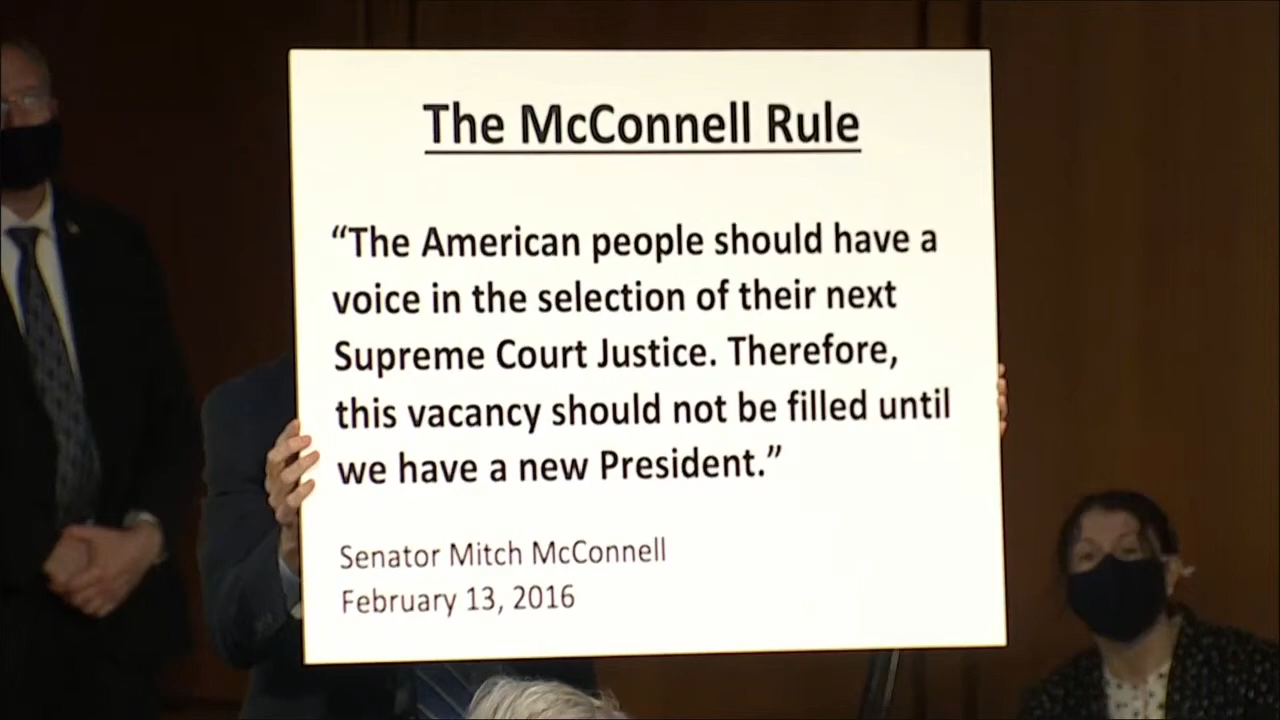 The McConnell Rule
“The American people should have a
voice in the selection of their next
Supreme Court Justice. Therefore,
this vacancy should not be filled until
we have a new President.”
Senator Mitch McConnell
February 13, 2016